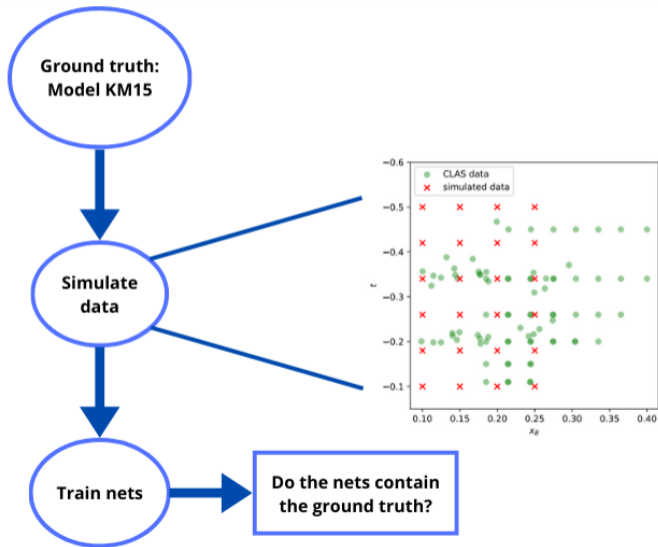 Ground truth:
Model KM15
Simulate
data
Train nets
Do the nets contain
the ground truth?
CLAS data
simulated data
−0.6
−0.5
−0.4
−0.3
−0.2
−0.1
t
0.10 0.15 0.20 0.25 0.30 0.35 0.40
x_B